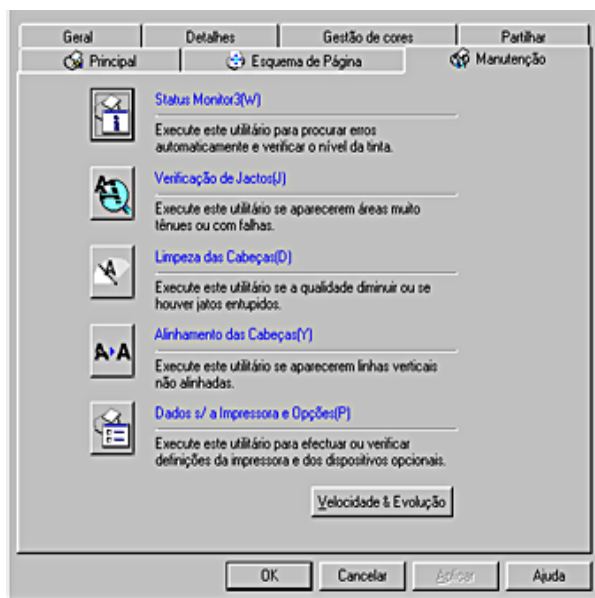 Geral Detalhes Gestão de cores Partilhar
Principal Esquema de Página Manutenção
Status Monitor3(W)
Execute este utilitário para procurar erros
automaticamente e verificar o nível da tinta.
Verificação de Jactos(J)
Execute este utilitário se aparecerem áreas muito
tênues ou com falhas.
Limpeza das Cabeças(D)
Execute este utilitário se a qualidade diminuir ou se
houver jatos entupidos.
Alinhamento das Cabeças(Y)
Execute este utilitário se aparecerem linhas verticais
não alinhadas.
Dados s/ a Impressora e Opções(P)
Execute este utilitário para efectuar ou verificar
definições da impressora e dos dispositivos opcionais.
Velocidade & Evolução
OK Cancelar Aplicar Ajuda